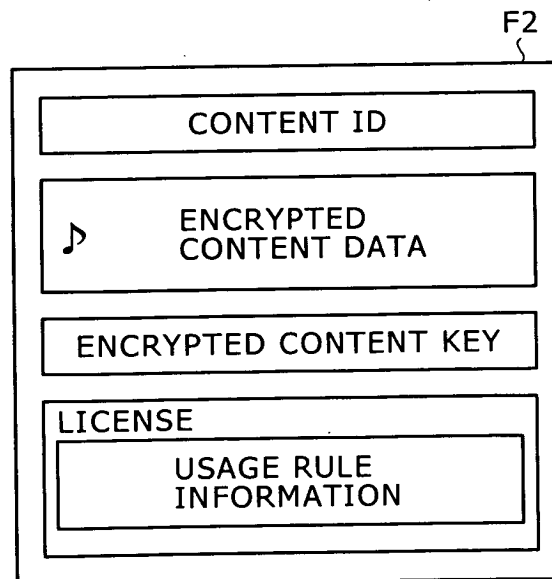 F2
CONTENT ID
♪ ENCRYPTED
CONTENT DATA
ENCRYPTED CONTENT KEY
LICENSE
USAGE RULE
INFORMATION